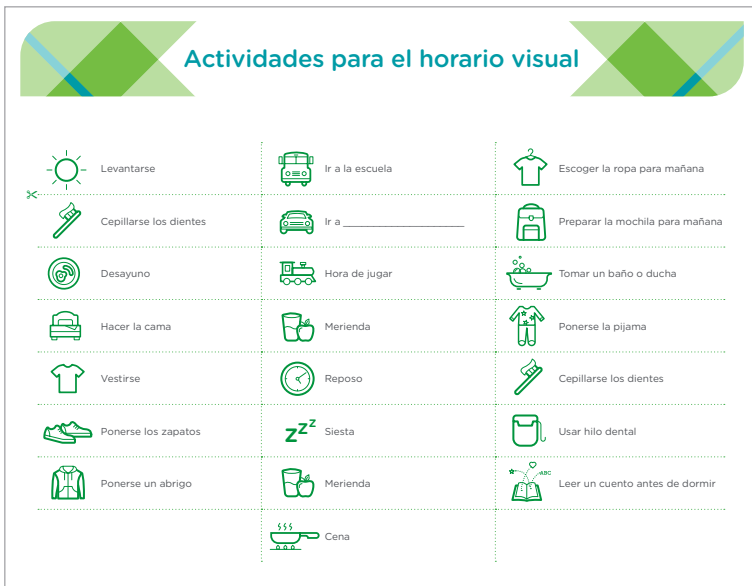 Actividades para el horario visual
Levantarse
Cepillarse los dientes
Desayuno
Hacer la cama
Vestirse
Ponerse los zapatos
Ponerse un abrigo
Ir a la escuela
Ir a ____________________
Hora de jugar
Merienda
Reposo
zzz
Siesta
Merienda
Cena
Escoger la ropa para mañana
Preparar la mochila para mañana
Tomar un baño o ducha
Ponerse la pijama
Cepillarse los dientes
Usar hilo dental
ABC
Leer un cuento antes de dormir